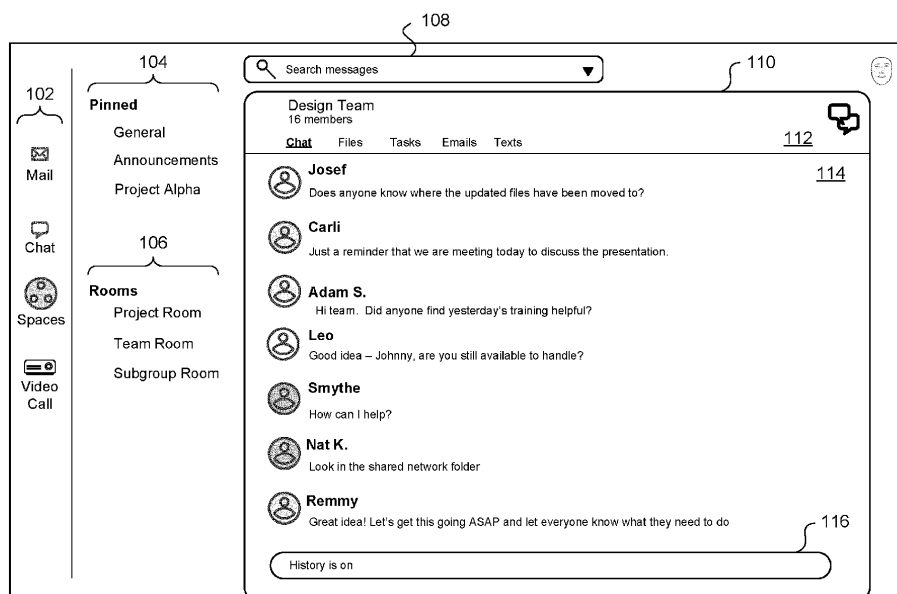 108
102
Mail
Chat
Spaces
Video
Call
104
Pinned
General
Announcements
Project Alpha
106
Rooms
Project Room
Team Room
Subgroup Room
Search messages
110
Design Team
16 members
Chat Files Tasks Emails Texts
112
114
Josef
Does anyone know where the updated files have been moved to?
Carli
Just a reminder that we are meeting today to discuss the presentation.
Adam S.
Hi team. Did anyone find yesterday's training helpful?
Leo
Good idea – Johnny, are you still available to handle?
Smythe
How can I help?
Nat K.
Look in the shared network folder
Remmy
Great idea! Let's get this going ASAP and let everyone know what they need to do
116
History is on